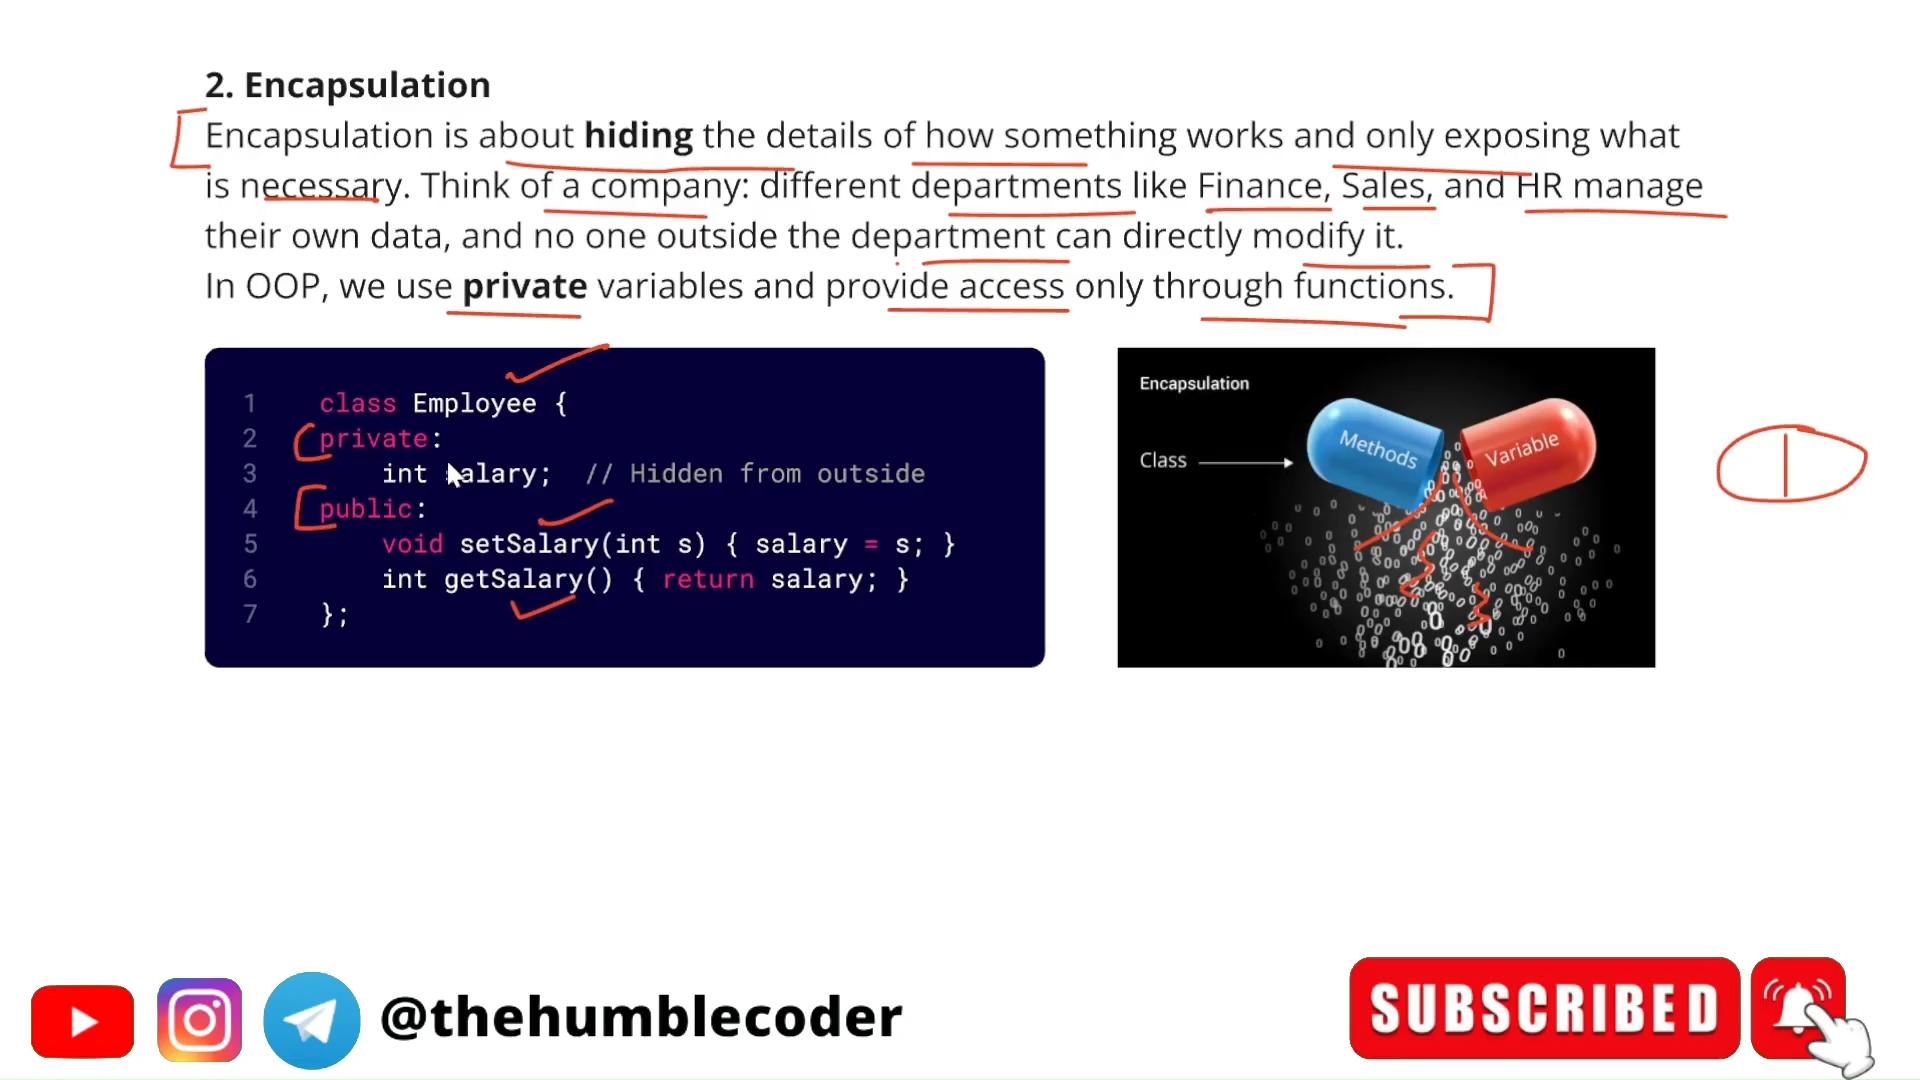 2. Encapsulation
Encapsulation is about hiding the details of how something works and only exposing what
is necessary. Think of a company: different departments like Finance, Sales, and HR manage
their own data, and no one outside the department can directly modify it.
In OOP, we use private variables and provide access only through functions.
1 class Employee {
2 private:
3 int salary; // Hidden from outside
4 public:
5 void setSalary(int s) { salary = s; }
6 int getSalary() { return salary; }
7 };
Encapsulation
Class
Methods
Variable
@thehumblecoder
SUBSCRIBED